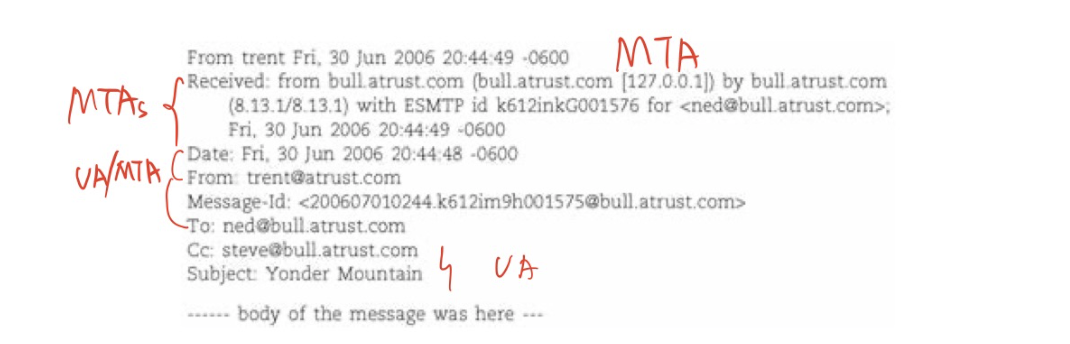 From trent Fri, 30 Jun 2006 20:44:49 -0600 MTA
MTAs Received: from bull.atrust.com (bull.atrust.com [127.0.0.1]) by bull.atrust.com
(8.13.1/8.13.1) with ESMTP id k612inkG001576 for <ned@bull.atrust.com>;
Fri, 30 Jun 2006 20:44:49 -0600
Date: Fri, 30 Jun 2006 20:44:48 -0600
UA/MTA From: trent@atrust.com
Message-Id: <200607010244.k612im9h001575@bull.atrust.com>
To: ned@bull.atrust.com
Cc: steve@bull.atrust.com
Subject: Yonder Mountain UA
------ body of the message was here ---